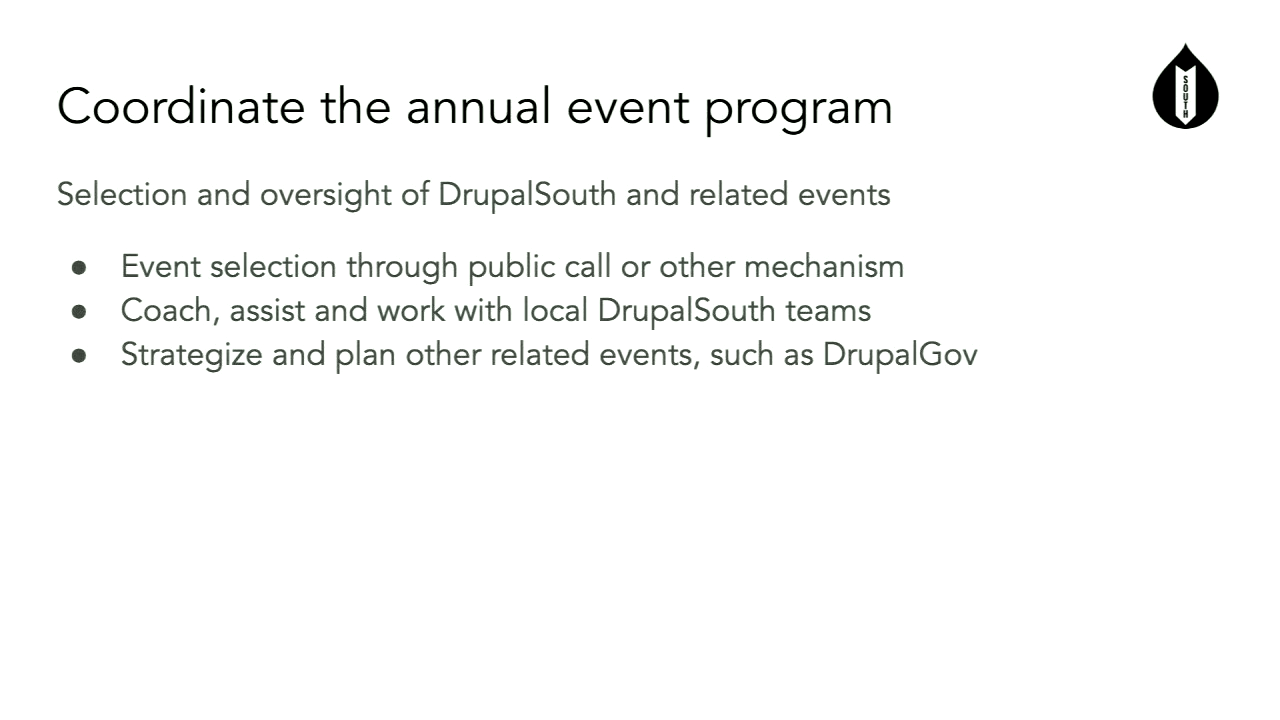 Coordinate the annual event program
SOUTH
Selection and oversight of DrupalSouth and related events
● Event selection through public call or other mechanism
● Coach, assist and work with local DrupalSouth teams
● Strategize and plan other related events, such as DrupalGov